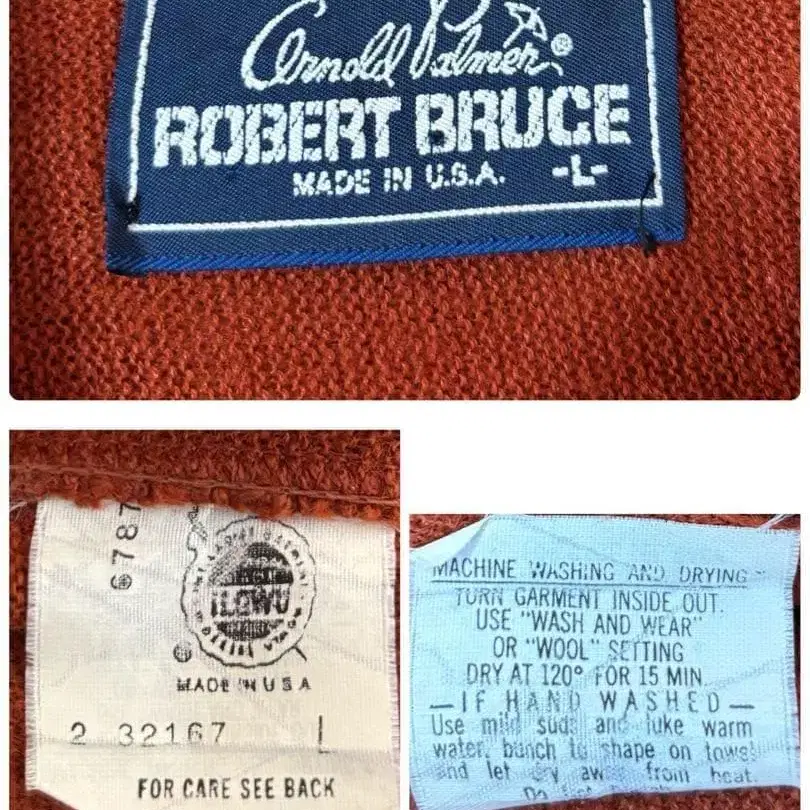 Arnold Palmer®
ROBERT BRUCE
MADE IN U.S.A. -L-
6787
ILGWU
®
MADE IN U S A
2 32167 L
FOR CARE SEE BACK
MACHINE WASHING AND DRYING
TURN GARMENT INSIDE OUT.
USE "WASH AND WEAR"
OR "WOOL" SETTING
DRY AT 120° FOR 15 MIN.
—IF HAND WASHED—
Use mild suds and luke warm
water, bunch to shape on towel
and let dry away from heat.
Do